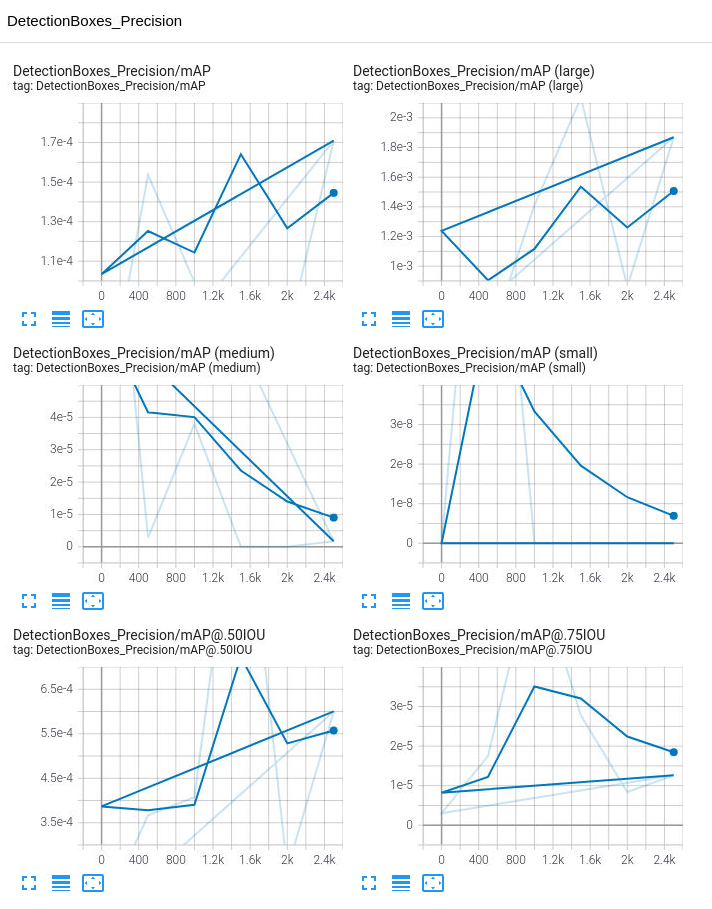 DetectionBoxes_Precision
DetectionBoxes_Precision/mAP
tag: DetectionBoxes_Precision/mAP
1.7e-4
1.5e-4
1.3e-4
1.1e-4
0 400 800 1.2k 1.6k 2k 2.4k
DetectionBoxes_Precision/mAP (large)
tag: DetectionBoxes_Precision/mAP (large)
2e-3
1.8e-3
1.6e-3
1.4e-3
1.2e-3
1e-3
0 400 800 1.2k 1.6k 2k 2.4k
DetectionBoxes_Precision/mAP (medium)
tag: DetectionBoxes_Precision/mAP (medium)
4e-5
3e-5
2e-5
1e-5
0
0 400 800 1.2k 1.6k 2k 2.4k
DetectionBoxes_Precision/mAP (small)
tag: DetectionBoxes_Precision/mAP (small)
3e-8
2e-8
1e-8
0
0 400 800 1.2k 1.6k 2k 2.4k
DetectionBoxes_Precision/mAP@.50IOU
tag: DetectionBoxes_Precision/mAP@.50IOU
6.5e-4
5.5e-4
4.5e-4
3.5e-4
0 400 800 1.2k 1.6k 2k 2.4k
DetectionBoxes_Precision/mAP@.75IOU
tag: DetectionBoxes_Precision/mAP@.75IOU
3e-5
2e-5
1e-5
0
0 400 800 1.2k 1.6k 2k 2.4k